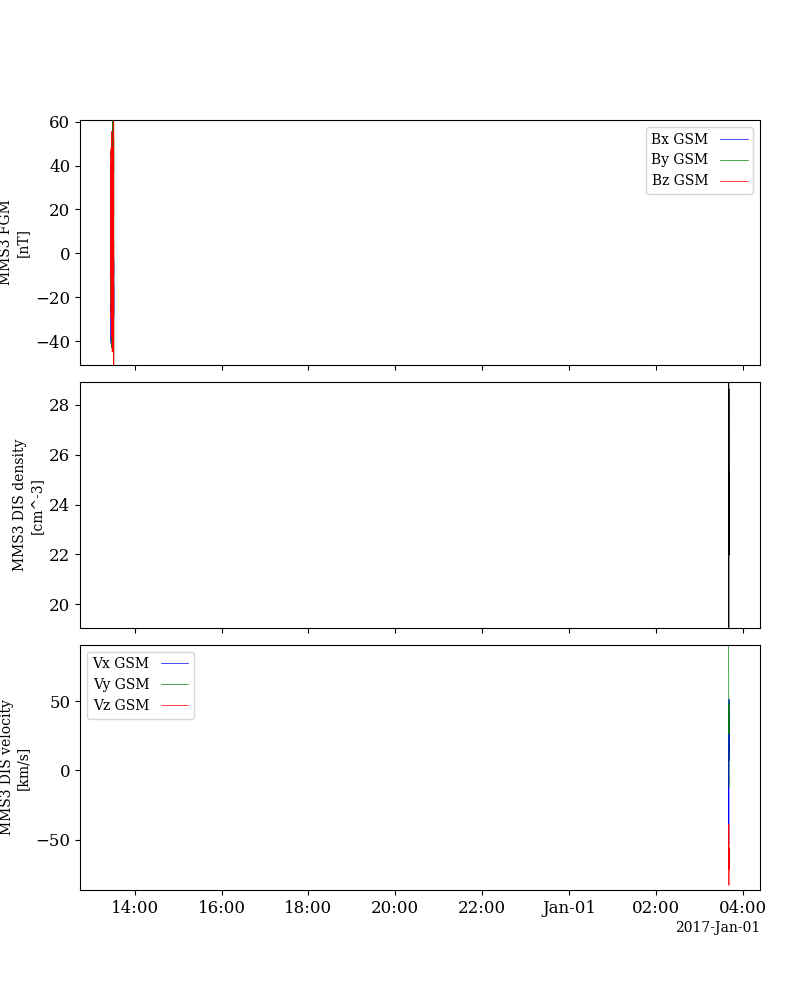 60
40
20
0
−20
−40
MMS3 FGM
[nT]
Bx GSM
By GSM
Bz GSM
28
26
24
22
20
MMS3 DIS density
[cm^-3]
50
0
−50
MMS3 DIS velocity
[km/s]
Vx GSM
Vy GSM
Vz GSM
14:00 16:00 18:00 20:00 22:00 Jan-01 02:00 04:00
2017-Jan-01